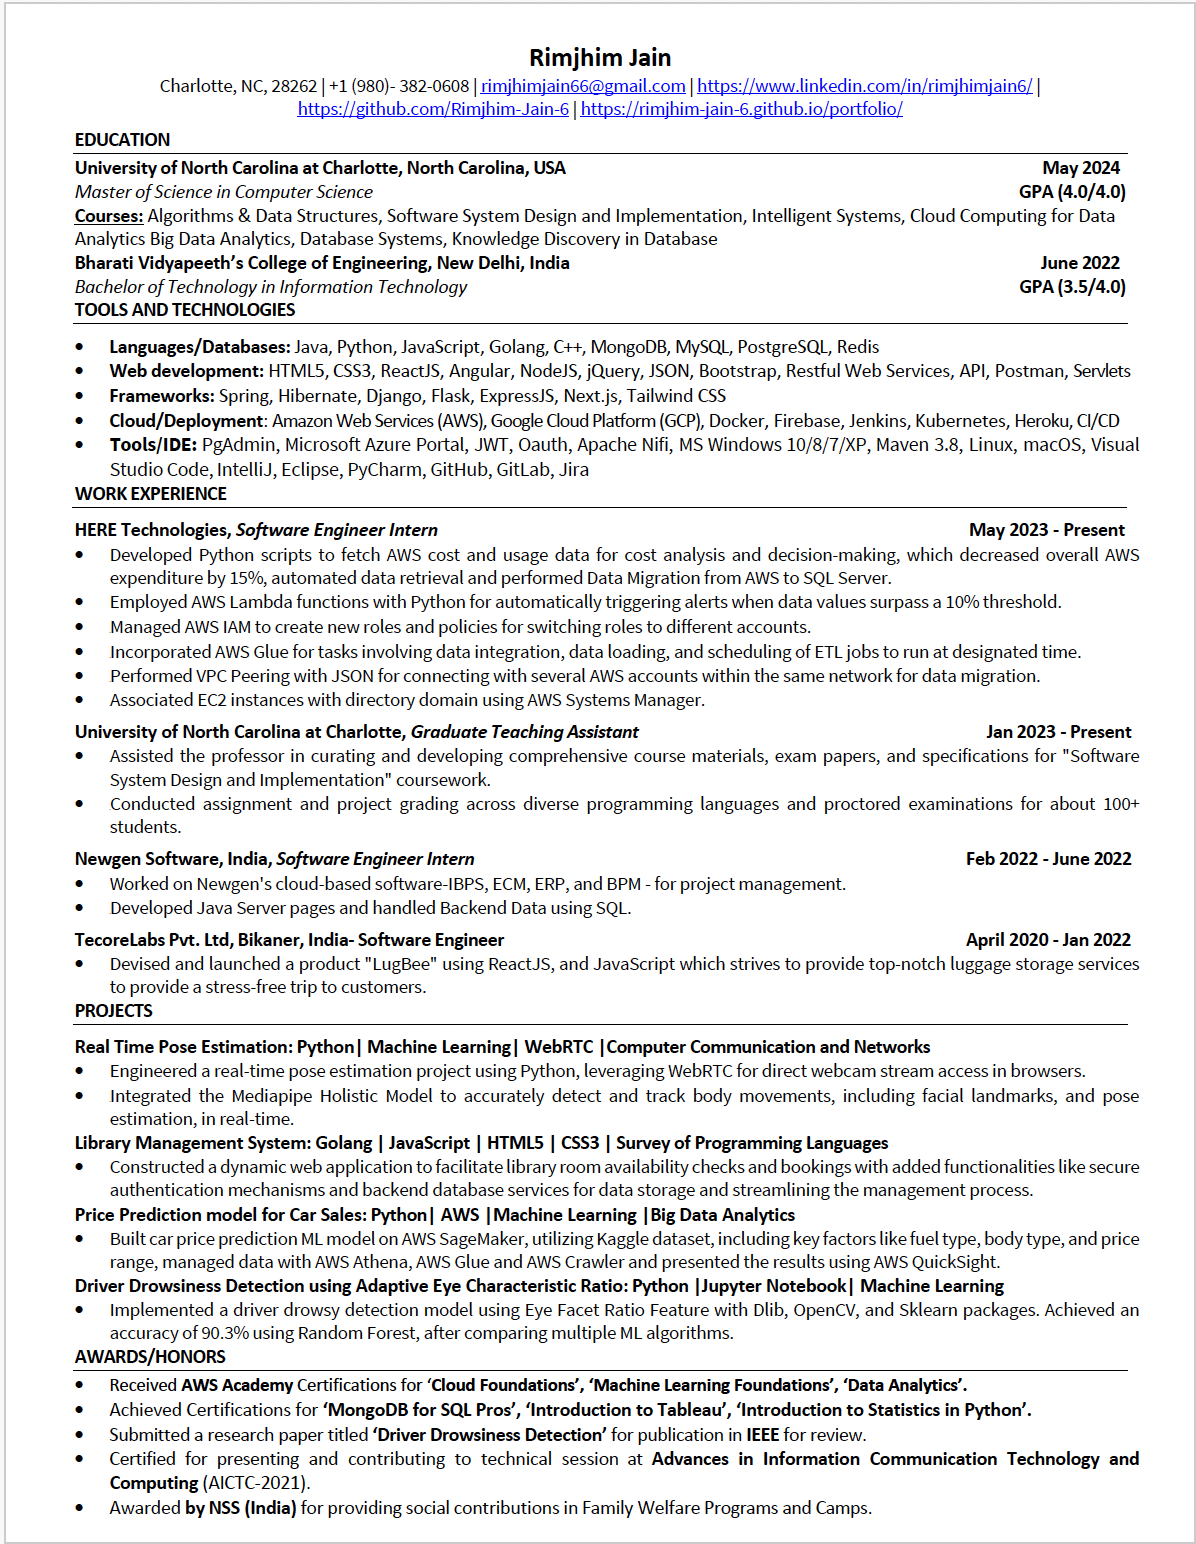 Rimjhim Jain
Charlotte, NC, 28262 | +1 (980)- 382-0608 | rimjhimjain66@gmail.com | https://www.linkedin.com/in/rimjhimjain6/ |
https://github.com/Rimjhim-Jain-6 | https://rimjhim-jain-6.github.io/portfolio/
EDUCATION
University of North Carolina at Charlotte, North Carolina, USA May 2024
Master of Science in Computer Science GPA (4.0/4.0)
Courses: Algorithms & Data Structures, Software System Design and Implementation, Intelligent Systems, Cloud Computing for Data
Analytics Big Data Analytics, Database Systems, Knowledge Discovery in Database
Bharati Vidyapeeth’s College of Engineering, New Delhi, India June 2022
Bachelor of Technology in Information Technology GPA (3.5/4.0)
TOOLS AND TECHNOLOGIES
• Languages/Databases: Java, Python, JavaScript, Golang, C++, MongoDB, MySQL, PostgreSQL, Redis
• Web development: HTML5, CSS3, ReactJS, Angular, NodeJS, jQuery, JSON, Bootstrap, Restful Web Services, API, Postman, Servlets
• Frameworks: Spring, Hibernate, Django, Flask, ExpressJS, Next.js, Tailwind CSS
• Cloud/Deployment: Amazon Web Services (AWS), Google Cloud Platform (GCP), Docker, Firebase, Jenkins, Kubernetes, Heroku, CI/CD
• Tools/IDE: PgAdmin, Microsoft Azure Portal, JWT, Oauth, Apache Nifi, MS Windows 10/8/7/XP, Maven 3.8, Linux, macOS, Visual
Studio Code, IntelliJ, Eclipse, PyCharm, GitHub, GitLab, Jira
WORK EXPERIENCE
HERE Technologies, Software Engineer Intern May 2023 - Present
• Developed Python scripts to fetch AWS cost and usage data for cost analysis and decision-making, which decreased overall AWS
expenditure by 15%, automated data retrieval and performed Data Migration from AWS to SQL Server.
• Employed AWS Lambda functions with Python for automatically triggering alerts when data values surpass a 10% threshold.
• Managed AWS IAM to create new roles and policies for switching roles to different accounts.
• Incorporated AWS Glue for tasks involving data integration, data loading, and scheduling of ETL jobs to run at designated time.
• Performed VPC Peering with JSON for connecting with several AWS accounts within the same network for data migration.
• Associated EC2 instances with directory domain using AWS Systems Manager.
University of North Carolina at Charlotte, Graduate Teaching Assistant Jan 2023 - Present
• Assisted the professor in curating and developing comprehensive course materials, exam papers, and specifications for "Software
System Design and Implementation" coursework.
• Conducted assignment and project grading across diverse programming languages and proctored examinations for about 100+
students.
Newgen Software, India, Software Engineer Intern Feb 2022 - June 2022
• Worked on Newgen's cloud-based software-IBPS, ECM, ERP, and BPM - for project management.
• Developed Java Server pages and handled Backend Data using SQL.
TecoreLabs Pvt. Ltd, Bikaner, India- Software Engineer April 2020 - Jan 2022
• Devised and launched a product "LugBee" using ReactJS, and JavaScript which strives to provide top-notch luggage storage services
to provide a stress-free trip to customers.
PROJECTS
Real Time Pose Estimation: Python| Machine Learning| WebRTC |Computer Communication and Networks
• Engineered a real-time pose estimation project using Python, leveraging WebRTC for direct webcam stream access in browsers.
• Integrated the Mediapipe Holistic Model to accurately detect and track body movements, including facial landmarks, and pose
estimation, in real-time.
Library Management System: Golang | JavaScript | HTML5 | CSS3 | Survey of Programming Languages
• Constructed a dynamic web application to facilitate library room availability checks and bookings with added functionalities like secure
authentication mechanisms and backend database services for data storage and streamlining the management process.
Price Prediction model for Car Sales: Python| AWS |Machine Learning |Big Data Analytics
• Built car price prediction ML model on AWS SageMaker, utilizing Kaggle dataset, including key factors like fuel type, body type, and price
range, managed data with AWS Athena, AWS Glue and AWS Crawler and presented the results using AWS QuickSight.
Driver Drowsiness Detection using Adaptive Eye Characteristic Ratio: Python |Jupyter Notebook| Machine Learning
• Implemented a driver drowsy detection model using Eye Facet Ratio Feature with Dlib, OpenCV, and Sklearn packages. Achieved an
accuracy of 90.3% using Random Forest, after comparing multiple ML algorithms.
AWARDS/HONORS
• Received AWS Academy Certifications for ‘Cloud Foundations’, ‘Machine Learning Foundations’, ‘Data Analytics’.
• Achieved Certifications for ‘MongoDB for SQL Pros’, ‘Introduction to Tableau’, ‘Introduction to Statistics in Python’.
• Submitted a research paper titled ‘Driver Drowsiness Detection’ for publication in IEEE for review.
• Certified for presenting and contributing to technical session at Advances in Information Communication Technology and
Computing (AICTC-2021).
• Awarded by NSS (India) for providing social contributions in Family Welfare Programs and Camps.